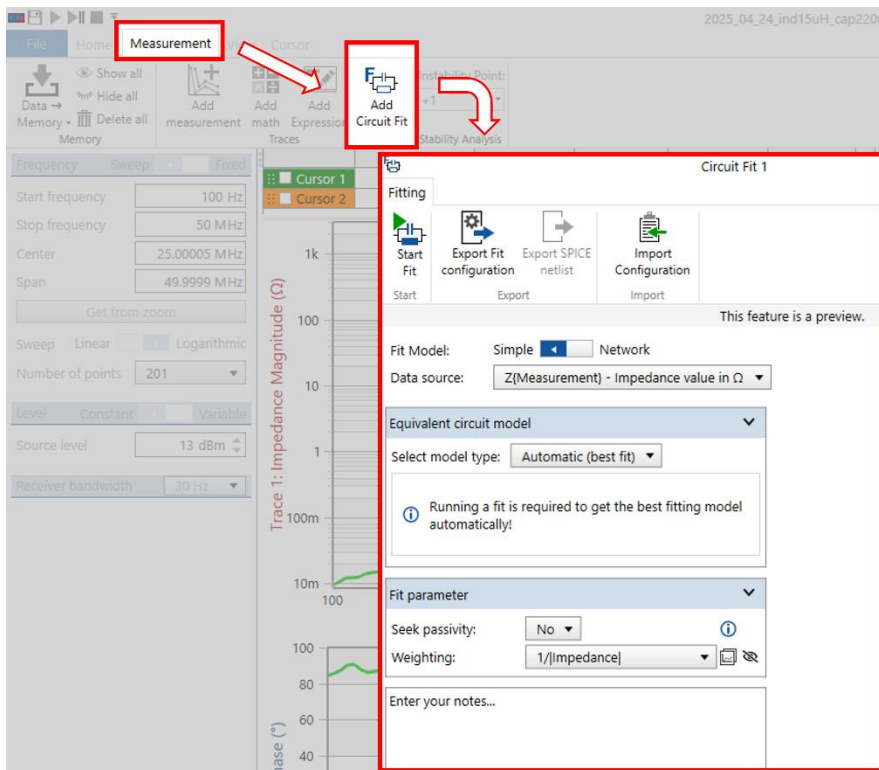 2025_04_24_ind15uH_cap220
File Home Measurement View Cursor
Data →
Memory
Show all
Hide all
Delete all
Memory
Add
measurement
Add
math
Add
Expression
Traces
Add
Circuit Fit
Instability Point:
+1
Stability Analysis
Frequency Sweep Fixed
Start frequency 100 Hz
Stop frequency 50 MHz
Center 25.00005 MHz
Span 49.9999 MHz
Get from zoom
Sweep Linear Logarithmic
Number of points 201
Level Constant Variable
Source level 13 dBm
Receiver bandwidth 30 Hz
Cursor 1
Cursor 2
Trace 1: Impedance Magnitude (Ω)
1k
100
10
1
100m
10m
100
100
80
60
40
(°)
Circuit Fit 1
Fitting
Start
Fit
Export Fit
configuration
Export SPICE
netlist
Import
Configuration
Start
Export
Import
This feature is a preview.
Fit Model: Simple Network
Data source: Z{Measurement} - Impedance value in Ω
Equivalent circuit model
Select model type: Automatic (best fit)
Running a fit is required to get the best fitting model
automatically!
Fit parameter
Seek passivity: No
Weighting: 1/|Impedance|
Enter your notes...